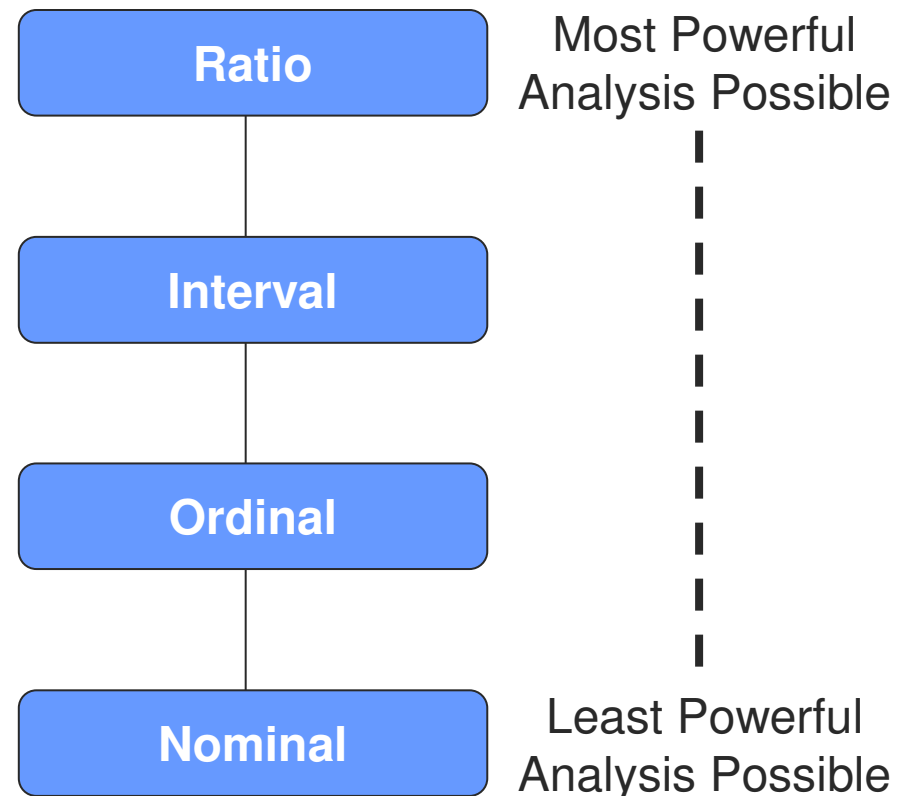 Ratio
Most Powerful
Analysis Possible
Interval
Ordinal
Nominal
Least Powerful
Analysis Possible